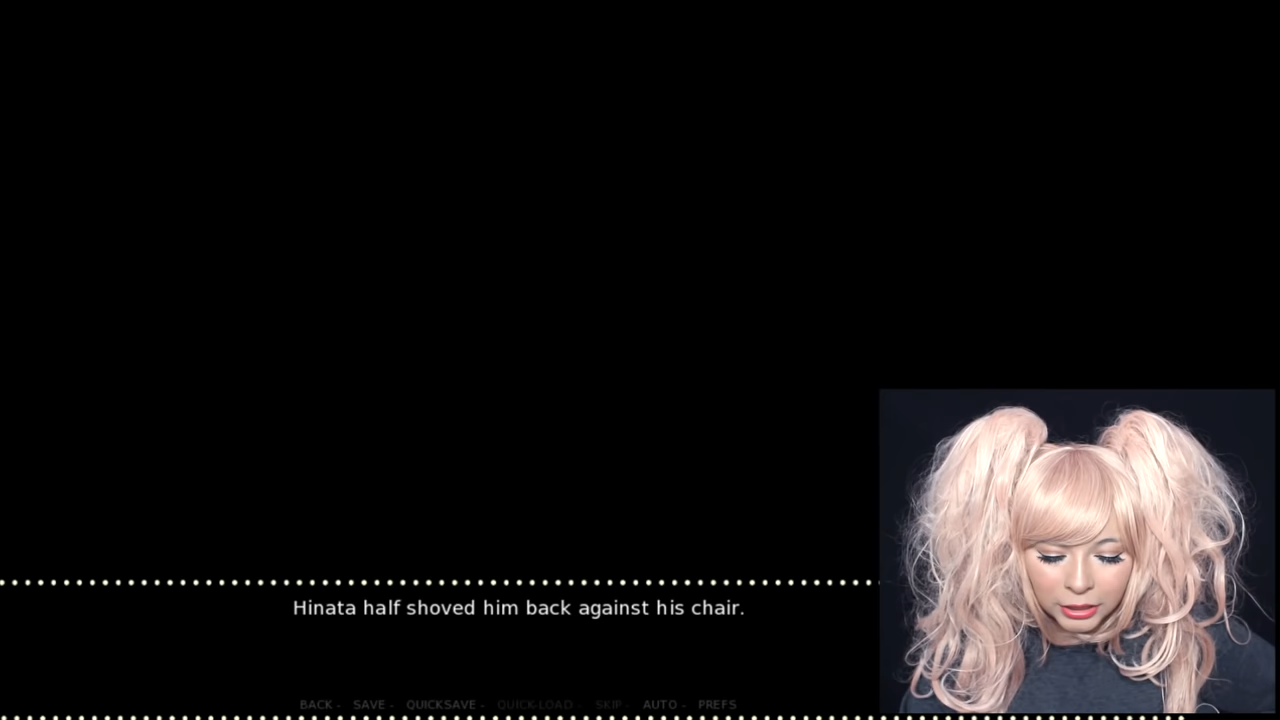 Hinata half shoved him back against his chair.
BACK - SAVE - QUICKSAVE - QUICK-LOAD - SKIP - AUTO - PREFS